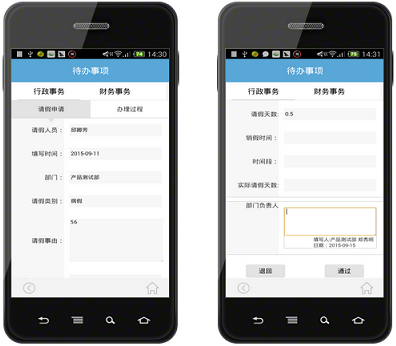 74 14:30
待办事项
行政事务 财务事务
请假申请 办理过程
请假人员：
填写时间： 2015-09-11
部门： 产品测试部
请假类别： 病假
56
请假事由：
75 14:31
待办事项
行政事务 财务事务
请假天数： 0.5
销假时间：
时间段：
实际请假天数：
部门负责人
填写人:产品测试部 郑秀明
日期：2015-09-15
退回 通过